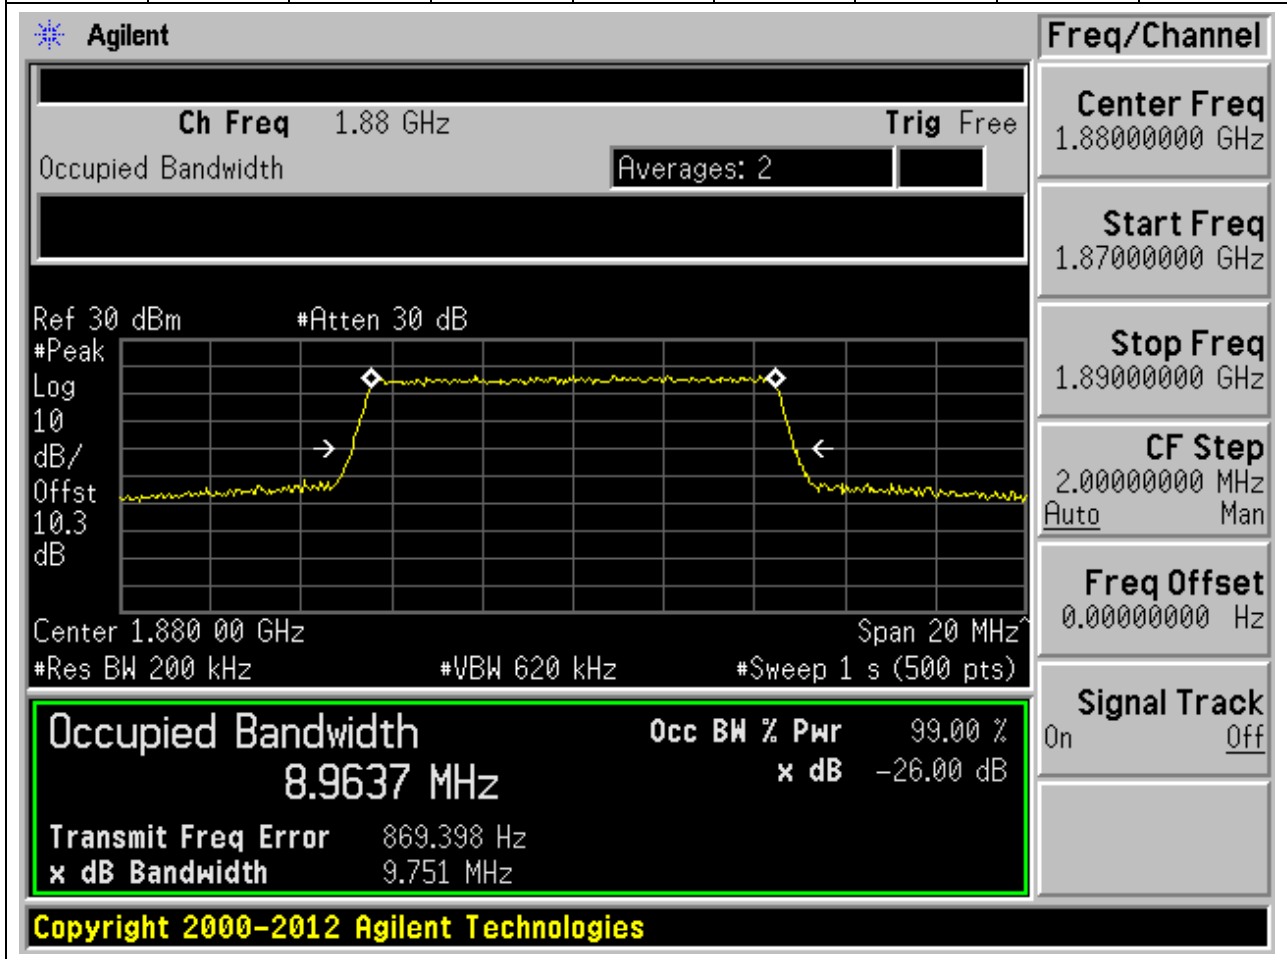 Agilent
Freq/Channel
Ch Freq 1.88 GHz Trig Free
Occupied Bandwidth Averages: 2
Ref 30 dBm #Atten 30 dB
#Peak
Log
10
dB/
Offst
10.3
dB
Center 1.880 00 GHz Span 20 MHz^
#Res BW 200 kHz #VBW 620 kHz #Sweep 1 s (500 pts)
Occupied Bandwidth Occ BW % Pwr 99.00 %
8.9637 MHz x dB -26.00 dB
Transmit Freq Error 869.398 Hz
x dB Bandwidth 9.751 MHz
Copyright 2000-2012 Agilent Technologies
Center Freq
1.88000000 GHz
Start Freq
1.87000000 GHz
Stop Freq
1.89000000 GHz
CF Step
2.00000000 MHz
Auto Man
Freq Offset
0.00000000 Hz
Signal Track
On Off